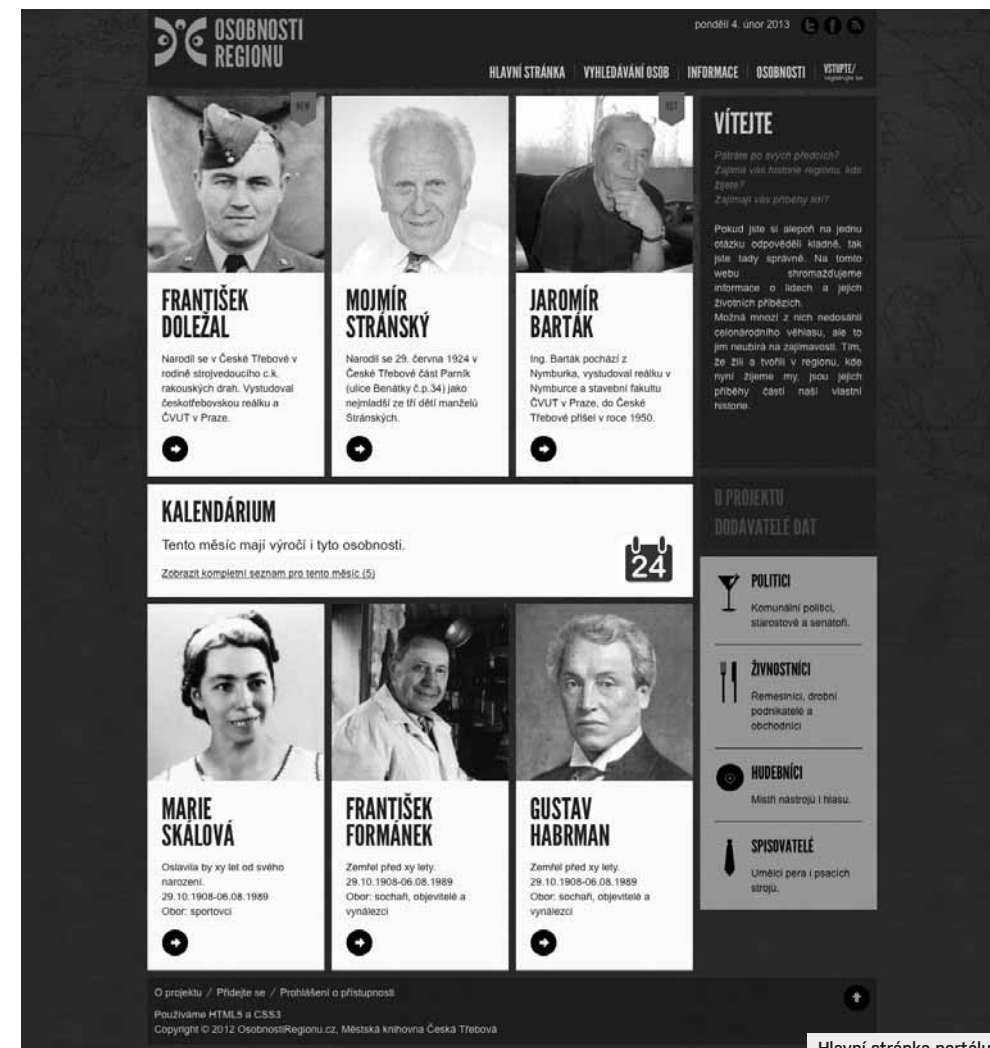 OSOBNOSTI
REGIONU
pondělí 4. únor 2013
HLAVNÍ STRÁNKA
VYHLEDÁVÁNÍ OSOB
INFORMACE
OSOBNOSTI
VSTUPTE/
registrujte se
NEW
HOT
FRANTIŠEK
DOLEŽAL
Narodil se v České Třebové v
rodině strojvedoucího c.k.
rakouských drah. Vystudoval
českotřebovskou reálku a
ČVUT v Praze.
MOJMÍR
STRÁNSKÝ
Narodil se 29. června 1924 v
České Třebové část Parník
(ulice Benátky č.p.34) jako
nejmladší ze tří dětí manželů
Stránských.
JAROMÍR
BARTÁK
Ing. Barták pochází z
Nymburka, vystudoval reálku v
Nymburce a stavební fakultu
ČVUT v Praze, do České
Třebové přišel v roce 1950.
VÍTEJTE
Pátráte po svých předcích?
Zajímá vás historie regionu, kde
žijete?
Zajímají vás příběhy lidí?
Pokud jste si alepoň na jednu
otázku odpověděli kladně, tak
jste tady správně. Na tomto
webu shromažďujeme
informace o lidech a jejich
životních příbězích.
Možná mnozí z nich nedosáhli
celonárodního věhlasu, ale to
jim neubírá na zajímavosti. Tím,
že žili a tvořili v regionu, kde
nyní žijeme my, jsou jejich
příběhy částí naší vlastní
historie.
KALENDÁRIUM
Tento měsíc mají výročí i tyto osobnosti.
Zobrazit kompletní seznam pro tento měsíc (5)
24
O PROJEKTU
DODAVATELÉ DAT
MARIE
SKÁLOVÁ
Oslavila by xy let od svého
narození.
29.10.1908-06.08.1989
Obor: sportovci
FRANTIŠEK
FORMÁNEK
Zemřel před xy lety.
29.10.1908-06.08.1989
Obor: sochaři, objevitelé a
vynálezci
GUSTAV
HABRMAN
Zemřel před xy lety.
29.10.1908-06.08.1989
Obor: sochaři, objevitelé a
vynálezci
POLITICI
Komunální politici,
starostové a senátoři.
ŽIVNOSTNÍCI
Řemeslníci, drobní
podnikatelé a
obchodníci
HUDEBNÍCI
Mistři nástrojů i hlasu.
SPISOVATELÉ
Umělci pera i psacích
strojů.
O projektu / Přidejte se / Prohlášení o přístupnosti
Používáme HTML5 a CSS3
Copyright © 2012 OsobnostiRegionu.cz, Městská knihovna Česká Třebová
Hlavní stránka portálu